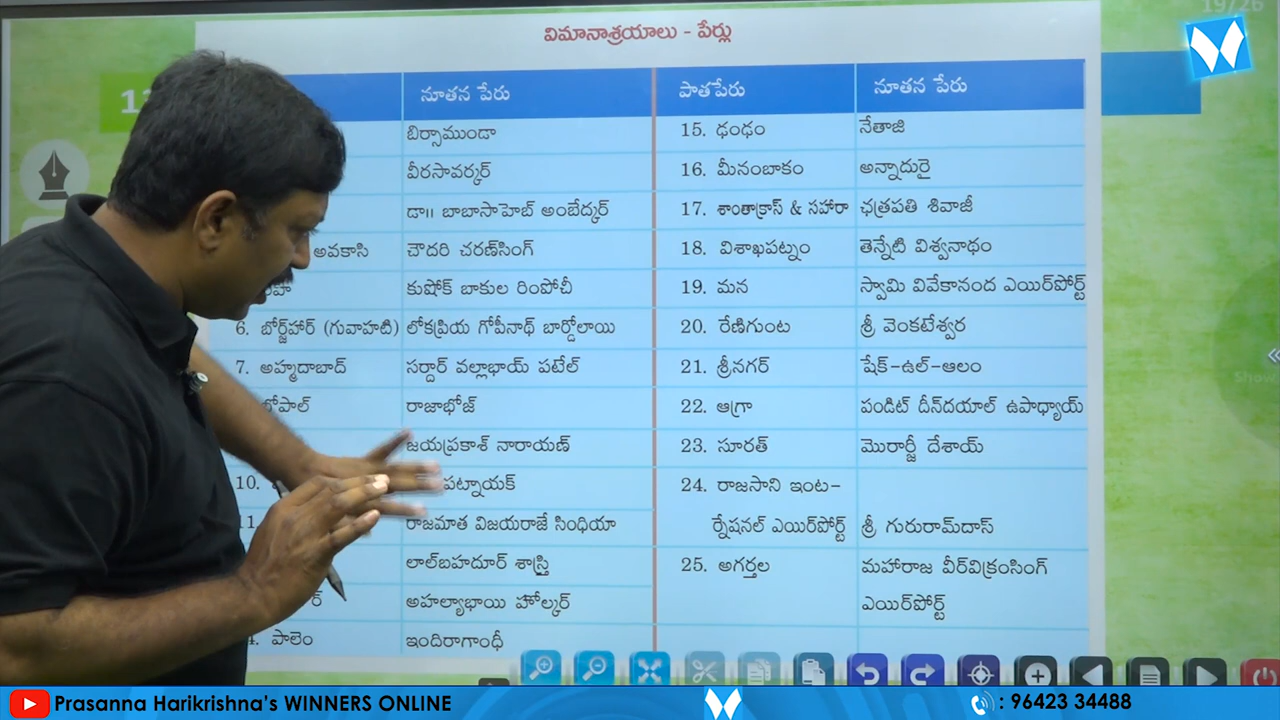 19/26
విమానాశ్రయాలు - పేర్లు
నూతన పేరు పాతపేరు నూతన పేరు
బిర్సాముండా 15. ఢంఢం నేతాజి
వీరసావర్కర్ 16. మీనంబాకం అన్నాదురై
డా॥ బాబాసాహెబ్ అంబేద్కర్ 17. శాంతాక్రాస్ & సహారా ఛత్రపతి శివాజీ
అవకాసి చౌదరి చరణ్‌సింగ్ 18. విశాఖపట్నం తెన్నేటి విశ్వనాథం
కుషోక్ బాకుల రింపోచీ 19. మన స్వామి వివేకానంద ఎయిర్‌పోర్ట్
6. బోర్జ్‌హార్ (గువాహటి) లోకప్రియ గోపీనాథ్ బార్డోలాయి 20. రేణిగుంట శ్రీ వెంకటేశ్వర
7. అహ్మదాబాద్ సర్దార్ వల్లాభాయ్ పటేల్ 21. శ్రీనగర్ షేక్-ఉల్-ఆలం
రాజాభోజ్ 22. ఆగ్రా పండిట్ దీన్‌దయాల్ ఉపాధ్యాయ్
జయప్రకాశ్ నారాయణ్ 23. సూరత్ మొరార్జీ దేశాయ్
10. పట్నాయక్ 24. రాజసాని ఇంట-
రాజమాత విజయరాజే సింధియా ర్నేషనల్ ఎయిర్‌పోర్ట్ శ్రీ గురురామ్‌దాస్
లాల్‌బహదూర్ శాస్త్రి 25. అగర్తల మహారాజ వీర్‌విక్రంసింగ్
అహల్యాభాయి హోల్కర్ ఎయిర్‌పోర్ట్
పాలెం ఇందిరాగాంధీ
Prasanna Harikrishna's WINNERS ONLINE : 96423 34488